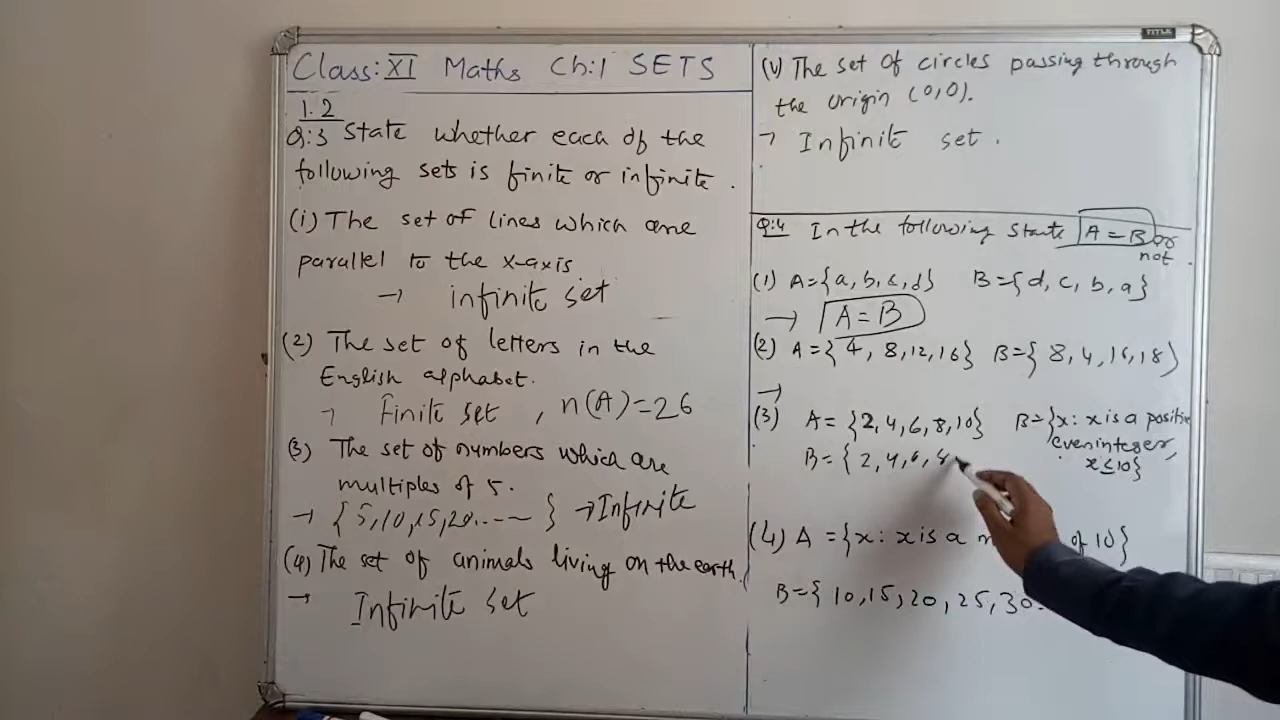 TITLE
Class: XI Maths Ch:1 SETS
1.2
Q:3 State whether each of the
following sets is finite or infinite.
(i) The set of lines which are
parallel to the x-axis
→ infinite set
(2) The set of letters in the
English alphabet.
→ Finite set, n(A)=26
(3) The set of numbers which are
multiples of 5.
→ {5,10,15,20.....} → Infinite
(4) The set of animals living on the earth.
→ Infinite set
(V) The set of circles passing through
the origin (0,0).
→ Infinit set.
Q:4 In the following state A = B or
not.
(1) A={a, b, c, d} B={d, c, b, a}
→ A = B
(2) A={4, 8, 12, 16} B={8, 4, 16, 18}
→
(3) A = {2, 4, 6, 8, 10} B={x: x is a positive
even integer,
x≤10}
B={2, 4, 6, 8,
(4) A = {x: x is a of 10}
B={10, 15, 20, 25, 30